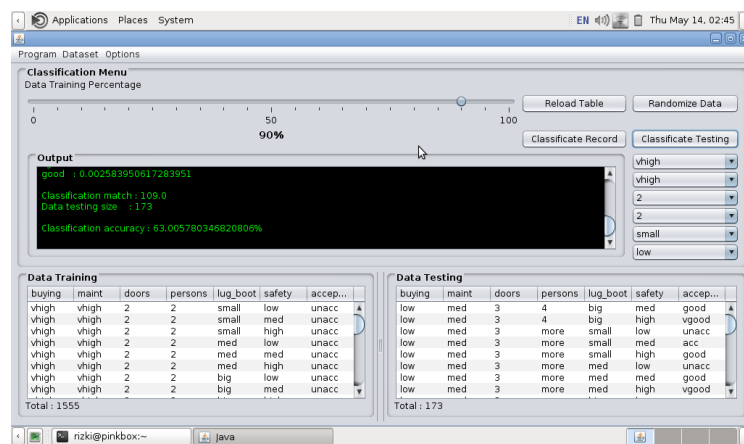 Applications Places System EN Thu May 14, 02:45
Program Dataset Options
Classification Menu
Data Training Percentage
0 50 100
90%
Reload Table Randomize Data
Classificate Record Classificate Testing
Output
good : 0.002583950617283951
Classification match : 109.0
Data testing size : 173
Classification accuracy : 63.005780346820806%
vhigh
vhigh
2
2
small
low
Data Training
buying maint doors persons lug_boot safety accep...
vhigh vhigh 2 2 small low unacc
vhigh vhigh 2 2 small med unacc
vhigh vhigh 2 2 small high unacc
vhigh vhigh 2 2 med low unacc
vhigh vhigh 2 2 med med unacc
vhigh vhigh 2 2 med high unacc
vhigh vhigh 2 2 big low unacc
vhigh vhigh 2 2 big med unacc
Total : 1555
Data Testing
buying maint doors persons lug_boot safety accep...
low med 3 4 big med good
low med 3 4 big high vgood
low med 3 more small low unacc
low med 3 more small med acc
low med 3 more small high good
low med 3 more med low unacc
low med 3 more med med good
low med 3 more med high vgood
Total : 173
rizki@pinkbox:~ Java